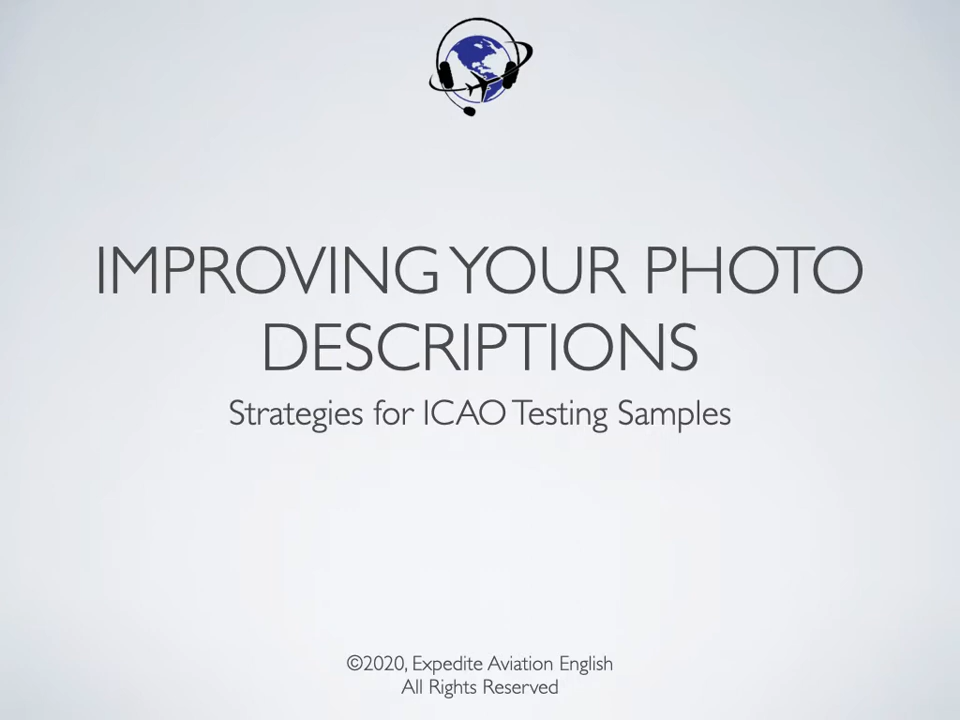 IMPROVING YOUR PHOTO
DESCRIPTIONS
Strategies for ICAO Testing Samples
©2020, Expedite Aviation English
All Rights Reserved